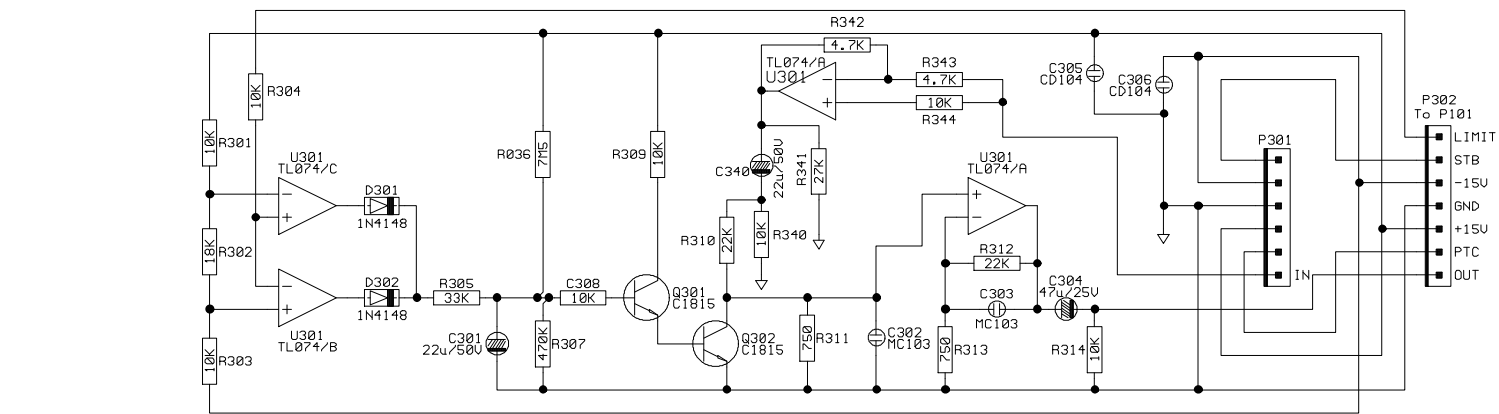 R342
4.7K
TL074/A
U301
R343
4.7K
10K
R344
C305
CD104
C306
CD104
P302
To P101
LIMIT
STB
-15V
GND
+15V
PTC
OUT
P301
IN
R304
10K
10K
R301
R036
7M5
R309
10K
C340
22u/50V
R341
27K
U301
TL074/C
D301
1N4148
U301
TL074/A
R310
22K
10K
R340
18K
R302
R312
22K
D302
1N4148
R305
33K
C308
10K
Q301
C1815
C303
MC103
C304
47u/25V
U301
TL074/B
C301
22u/50V
470K
R307
Q302
C1815
750
R311
C302
MC103
750
R313
R314
10K
10K
R303